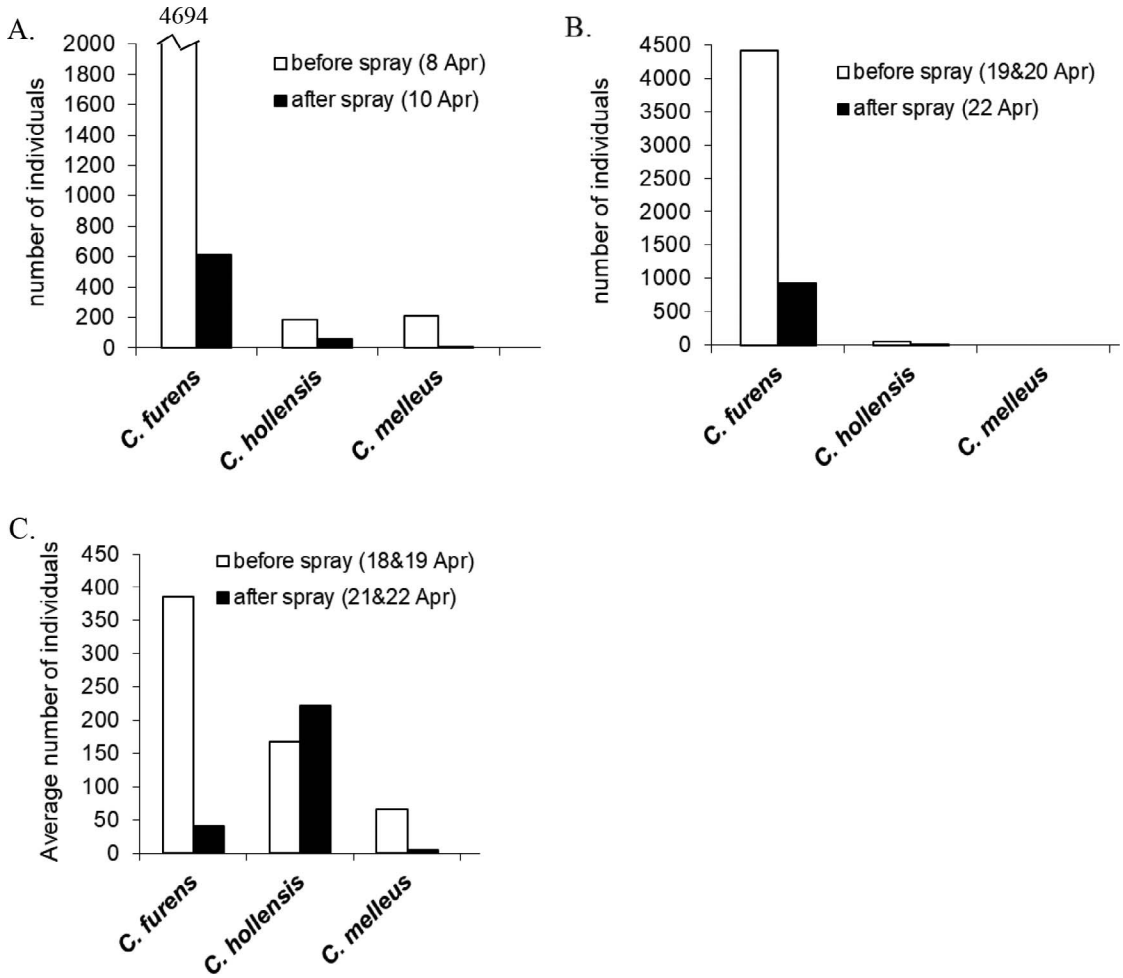 A.
4694
number of individuals
2000
1800
1600
1400
1200
1000
800
600
400
200
0
before spray (8 Apr)
after spray (10 Apr)
C. furens
C. hollensis
C. melleus
B.
number of individuals
4500
4000
3500
3000
2500
2000
1500
1000
500
0
before spray (19&20 Apr)
after spray (22 Apr)
C. furens
C. hollensis
C. melleus
C.
Average number of individuals
450
400
350
300
250
200
150
100
50
0
before spray (18&19 Apr)
after spray (21&22 Apr)
C. furens
C. hollensis
C. melleus